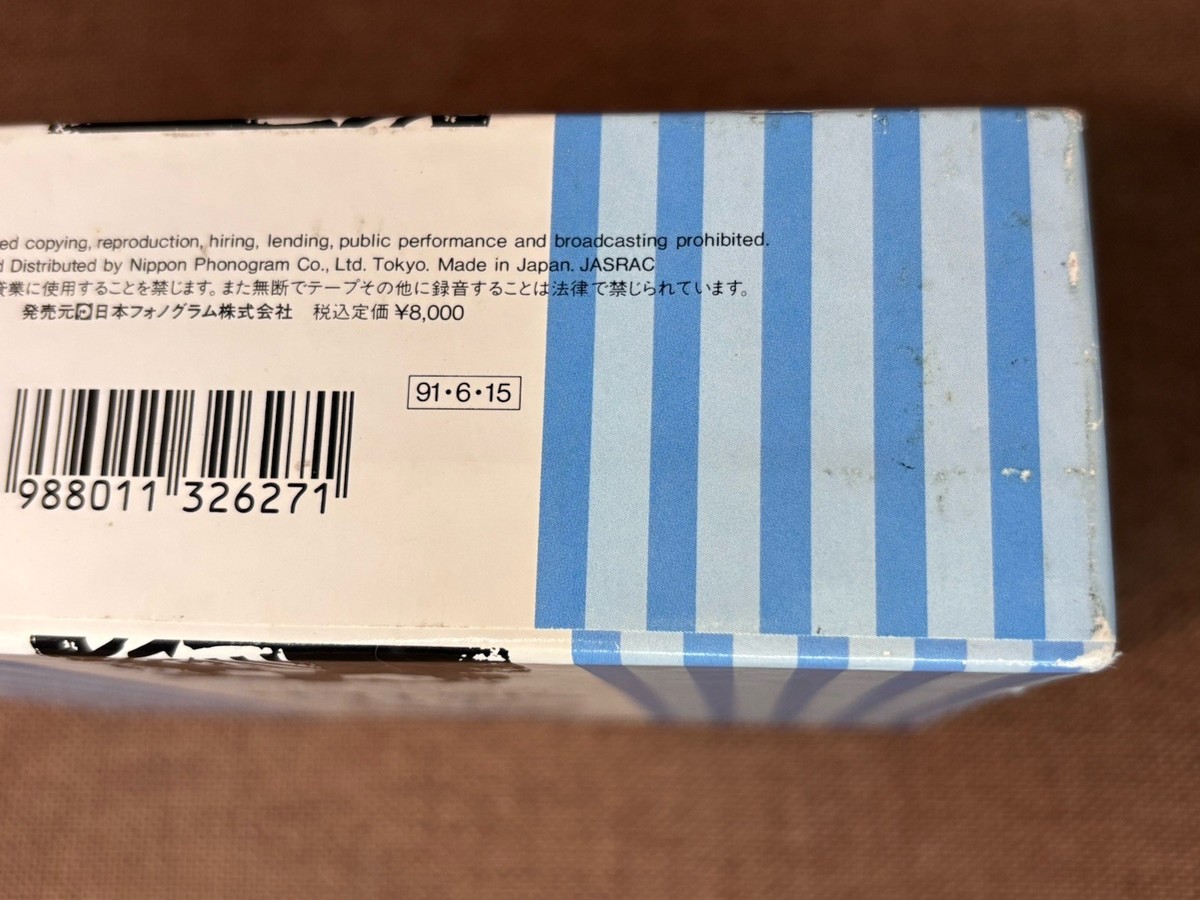 copying, reproduction, hiring, lending, public performance and broadcasting prohibited.
Distributed by Nippon Phonogram Co., Ltd. Tokyo. Made in Japan. JASRAC
業に使用することを禁じます。また無断でテープその他に録音することは法律で禁じられています。
発売元 日本フォノグラム株式会社 税込定価 ¥8,000
91・6・15
988011 326271